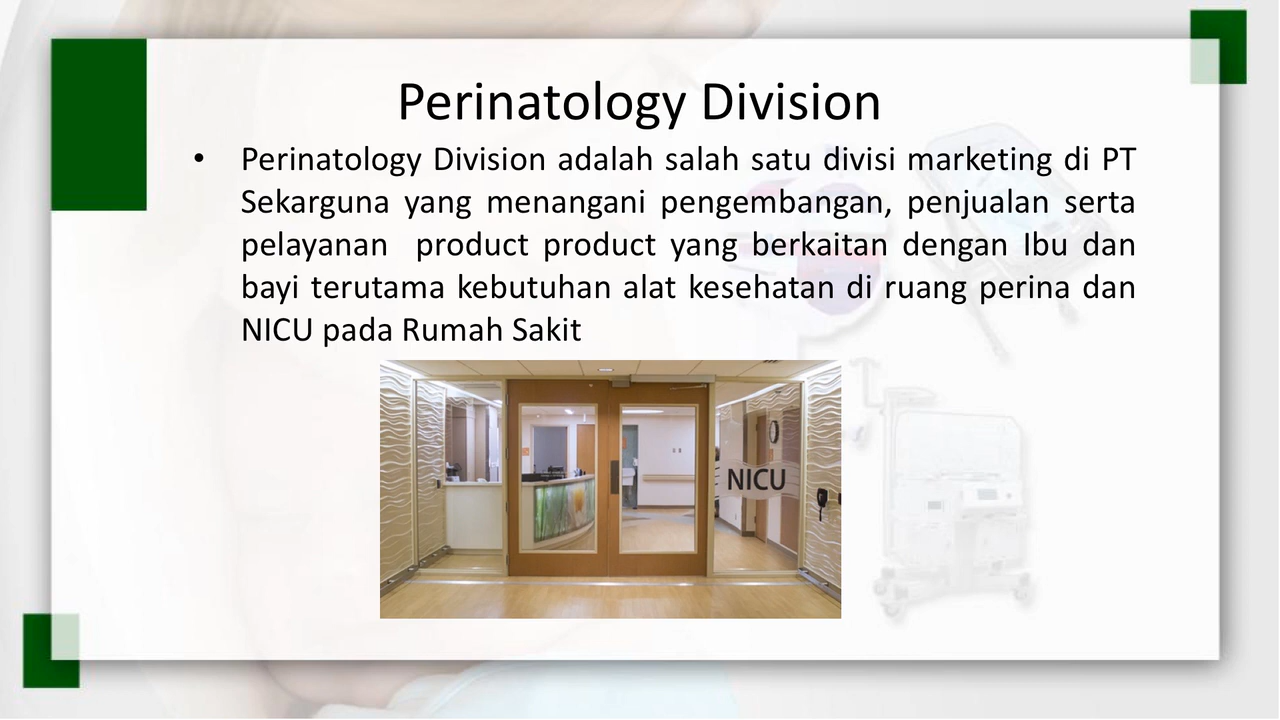 Perinatology Division
• Perinatology Division adalah salah satu divisi marketing di PT
Sekarguna yang menangani pengembangan, penjualan serta
pelayanan  product product yang berkaitan dengan Ibu dan
bayi terutama kebutuhan alat kesehatan di ruang perina dan
NICU pada Rumah Sakit
NICU